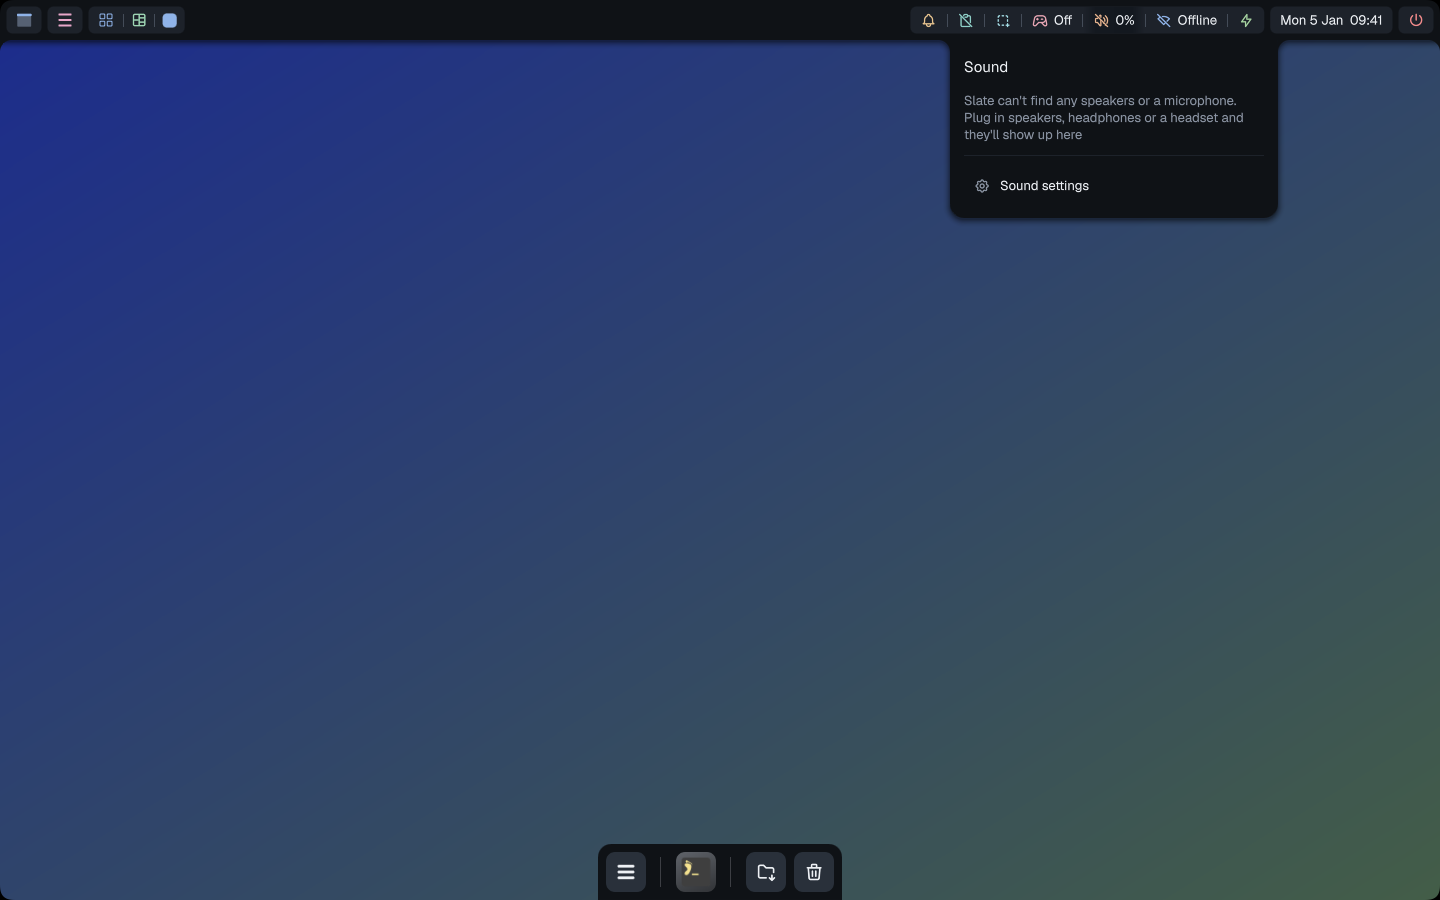 Off
0%
Offline
Mon 5 Jan 09:41
Sound
Slate can't find any speakers or a microphone.
Plug in speakers, headphones or a headset and
they'll show up here
Sound settings